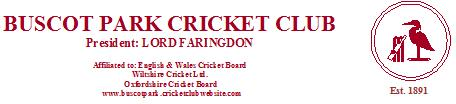 BUSCOT PARK CRICKET CLUB
President: LORD FARINGDON
Affiliated to: English & Wales Cricket Board
Wiltshire Cricket Ltd.
Oxfordshire Cricket Board
www.buscotpark.cricketclubwebsite.com
Est. 1891